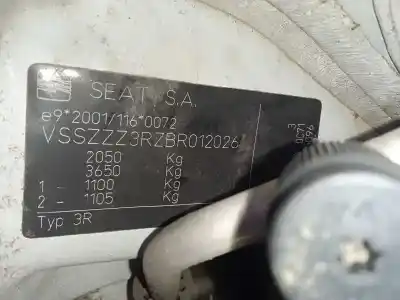 SEAT, S.A.
e9*2001/116*0072
VSSZZZ3RZBR012026
2050 Kg
3650 Kg
1 - 1100 Kg
2 - 1105 Kg
Typ 3R